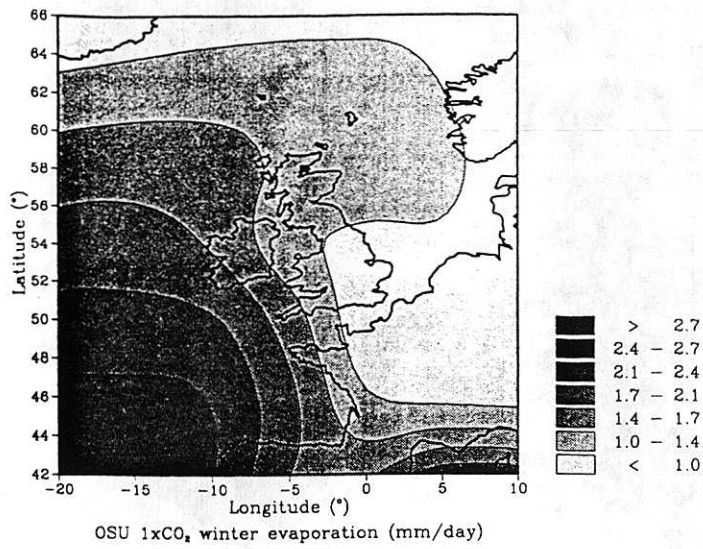 66
64
62
60
58
56
54
52
50
48
46
44
42
Latitude (°)
-20 -15 -10 -5 0 5 10
Longitude (°)
OSU 1xCO₂ winter evaporation (mm/day)
> 2.7
2.4 - 2.7
2.1 - 2.4
1.7 - 2.1
1.4 - 1.7
1.0 - 1.4
< 1.0